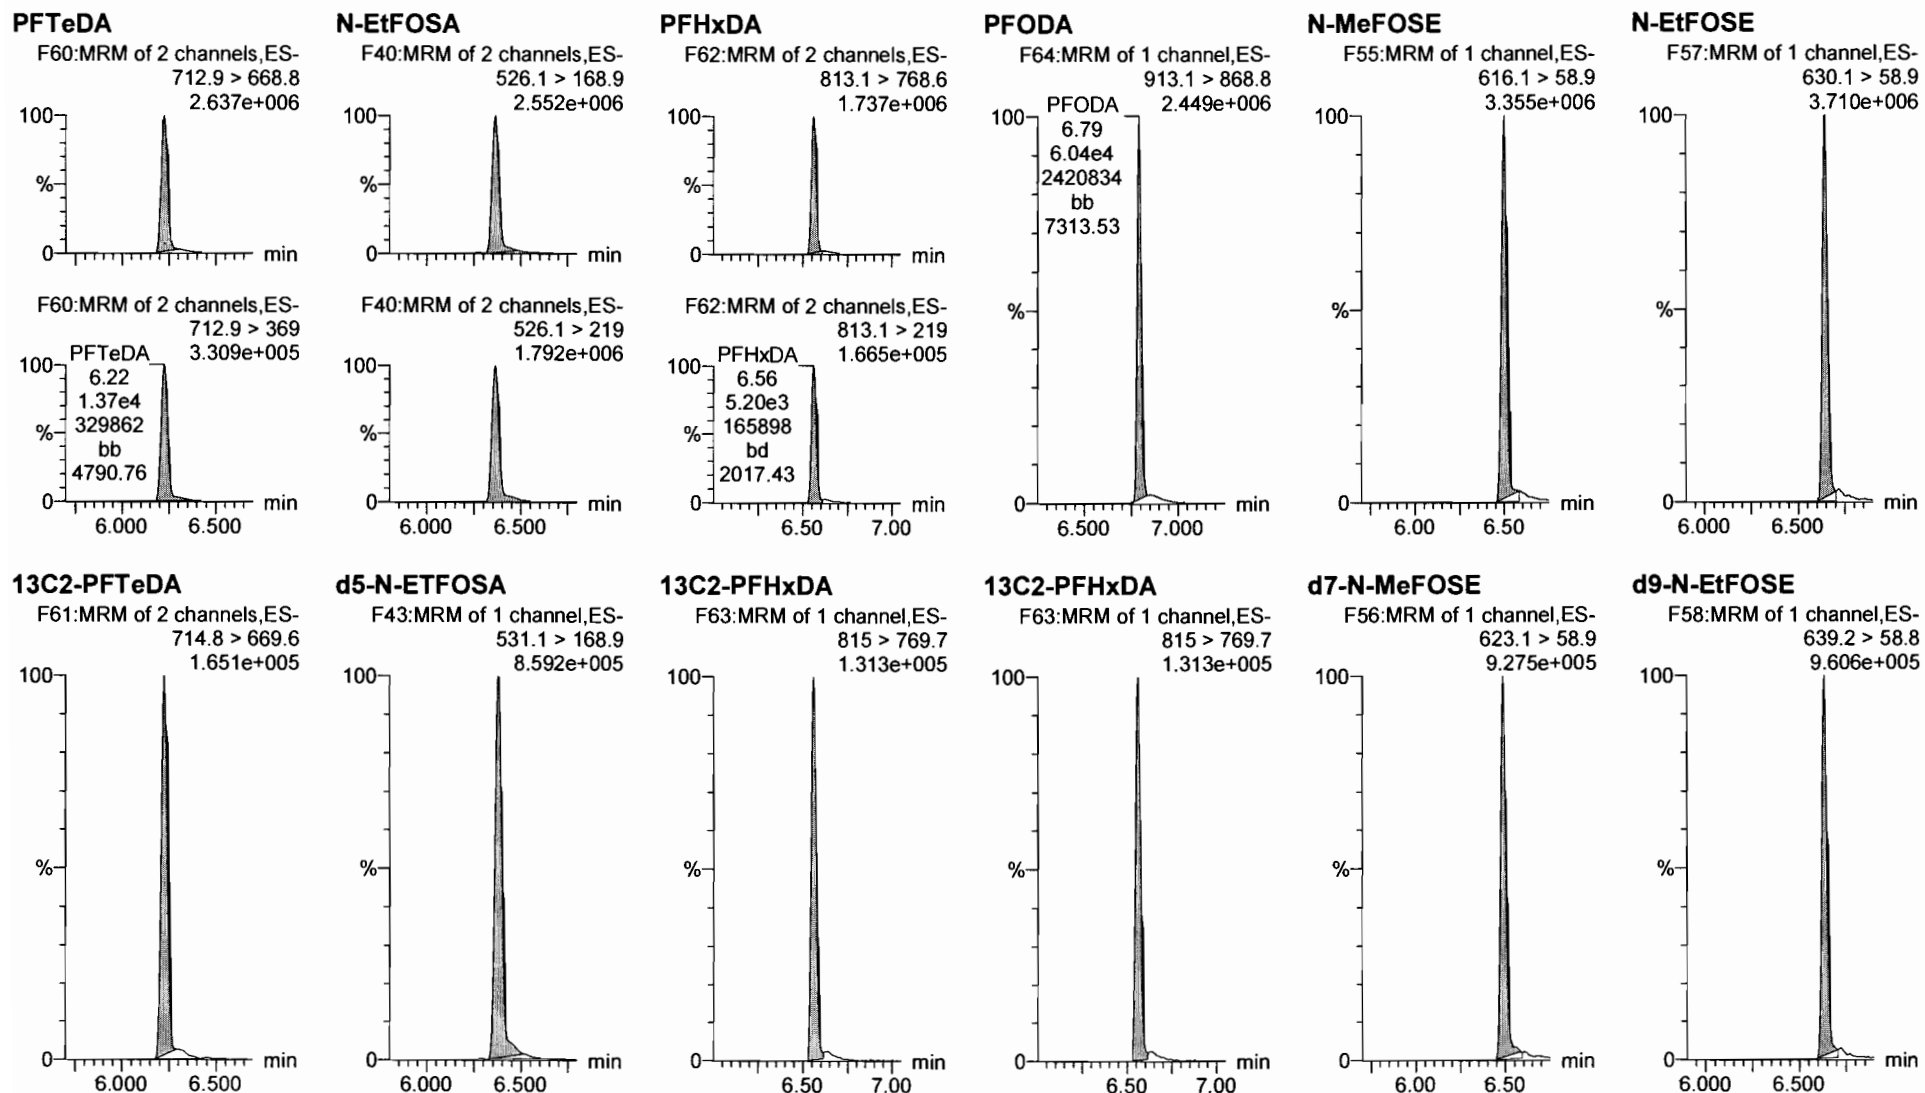 PFTeDA
F60:MRM of 2 channels,ES-
712.9 > 668.8
2.637e+006
100
%
0
min
F60:MRM of 2 channels,ES-
712.9 > 369
3.309e+005
PFTeDA
6.22
1.37e4
329862
bb
4790.76
100
%
0
min
6.000 6.500
N-EtFOSA
F40:MRM of 2 channels,ES-
526.1 > 168.9
2.552e+006
100
%
0
min
F40:MRM of 2 channels,ES-
526.1 > 219
1.792e+006
100
%
0
min
6.000 6.500
PFHxDA
F62:MRM of 2 channels,ES-
813.1 > 768.6
1.737e+006
100
%
0
min
F62:MRM of 2 channels,ES-
813.1 > 219
1.665e+005
PFHxDA
6.56
5.20e3
165898
bd
2017.43
100
%
0
min
6.50 7.00
PFODA
F64:MRM of 1 channel,ES-
913.1 > 868.8
2.449e+006
PFODA
6.79
6.04e4
2420834
bb
7313.53
100
%
0
min
6.500 7.000
N-MeFOSE
F55:MRM of 1 channel,ES-
616.1 > 58.9
3.355e+006
100
%
0
min
6.00 6.50
N-EtFOSE
F57:MRM of 1 channel,ES-
630.1 > 58.9
3.710e+006
100
%
0
min
6.000 6.500
13C2-PFTeDA
F61:MRM of 2 channels,ES-
714.8 > 669.6
1.651e+005
100
%
0
min
6.000 6.500
d5-N-ETFOSA
F43:MRM of 1 channel,ES-
531.1 > 168.9
8.592e+005
100
%
0
min
6.000 6.500
13C2-PFHxDA
F63:MRM of 1 channel,ES-
815 > 769.7
1.313e+005
100
%
0
min
6.50 7.00
13C2-PFHxDA
F63:MRM of 1 channel,ES-
815 > 769.7
1.313e+005
100
%
0
min
6.50 7.00
d7-N-MeFOSE
F56:MRM of 1 channel,ES-
623.1 > 58.9
9.275e+005
100
%
0
min
6.00 6.50
d9-N-EtFOSE
F58:MRM of 1 channel,ES-
639.2 > 58.8
9.606e+005
100
%
0
min
6.000 6.500